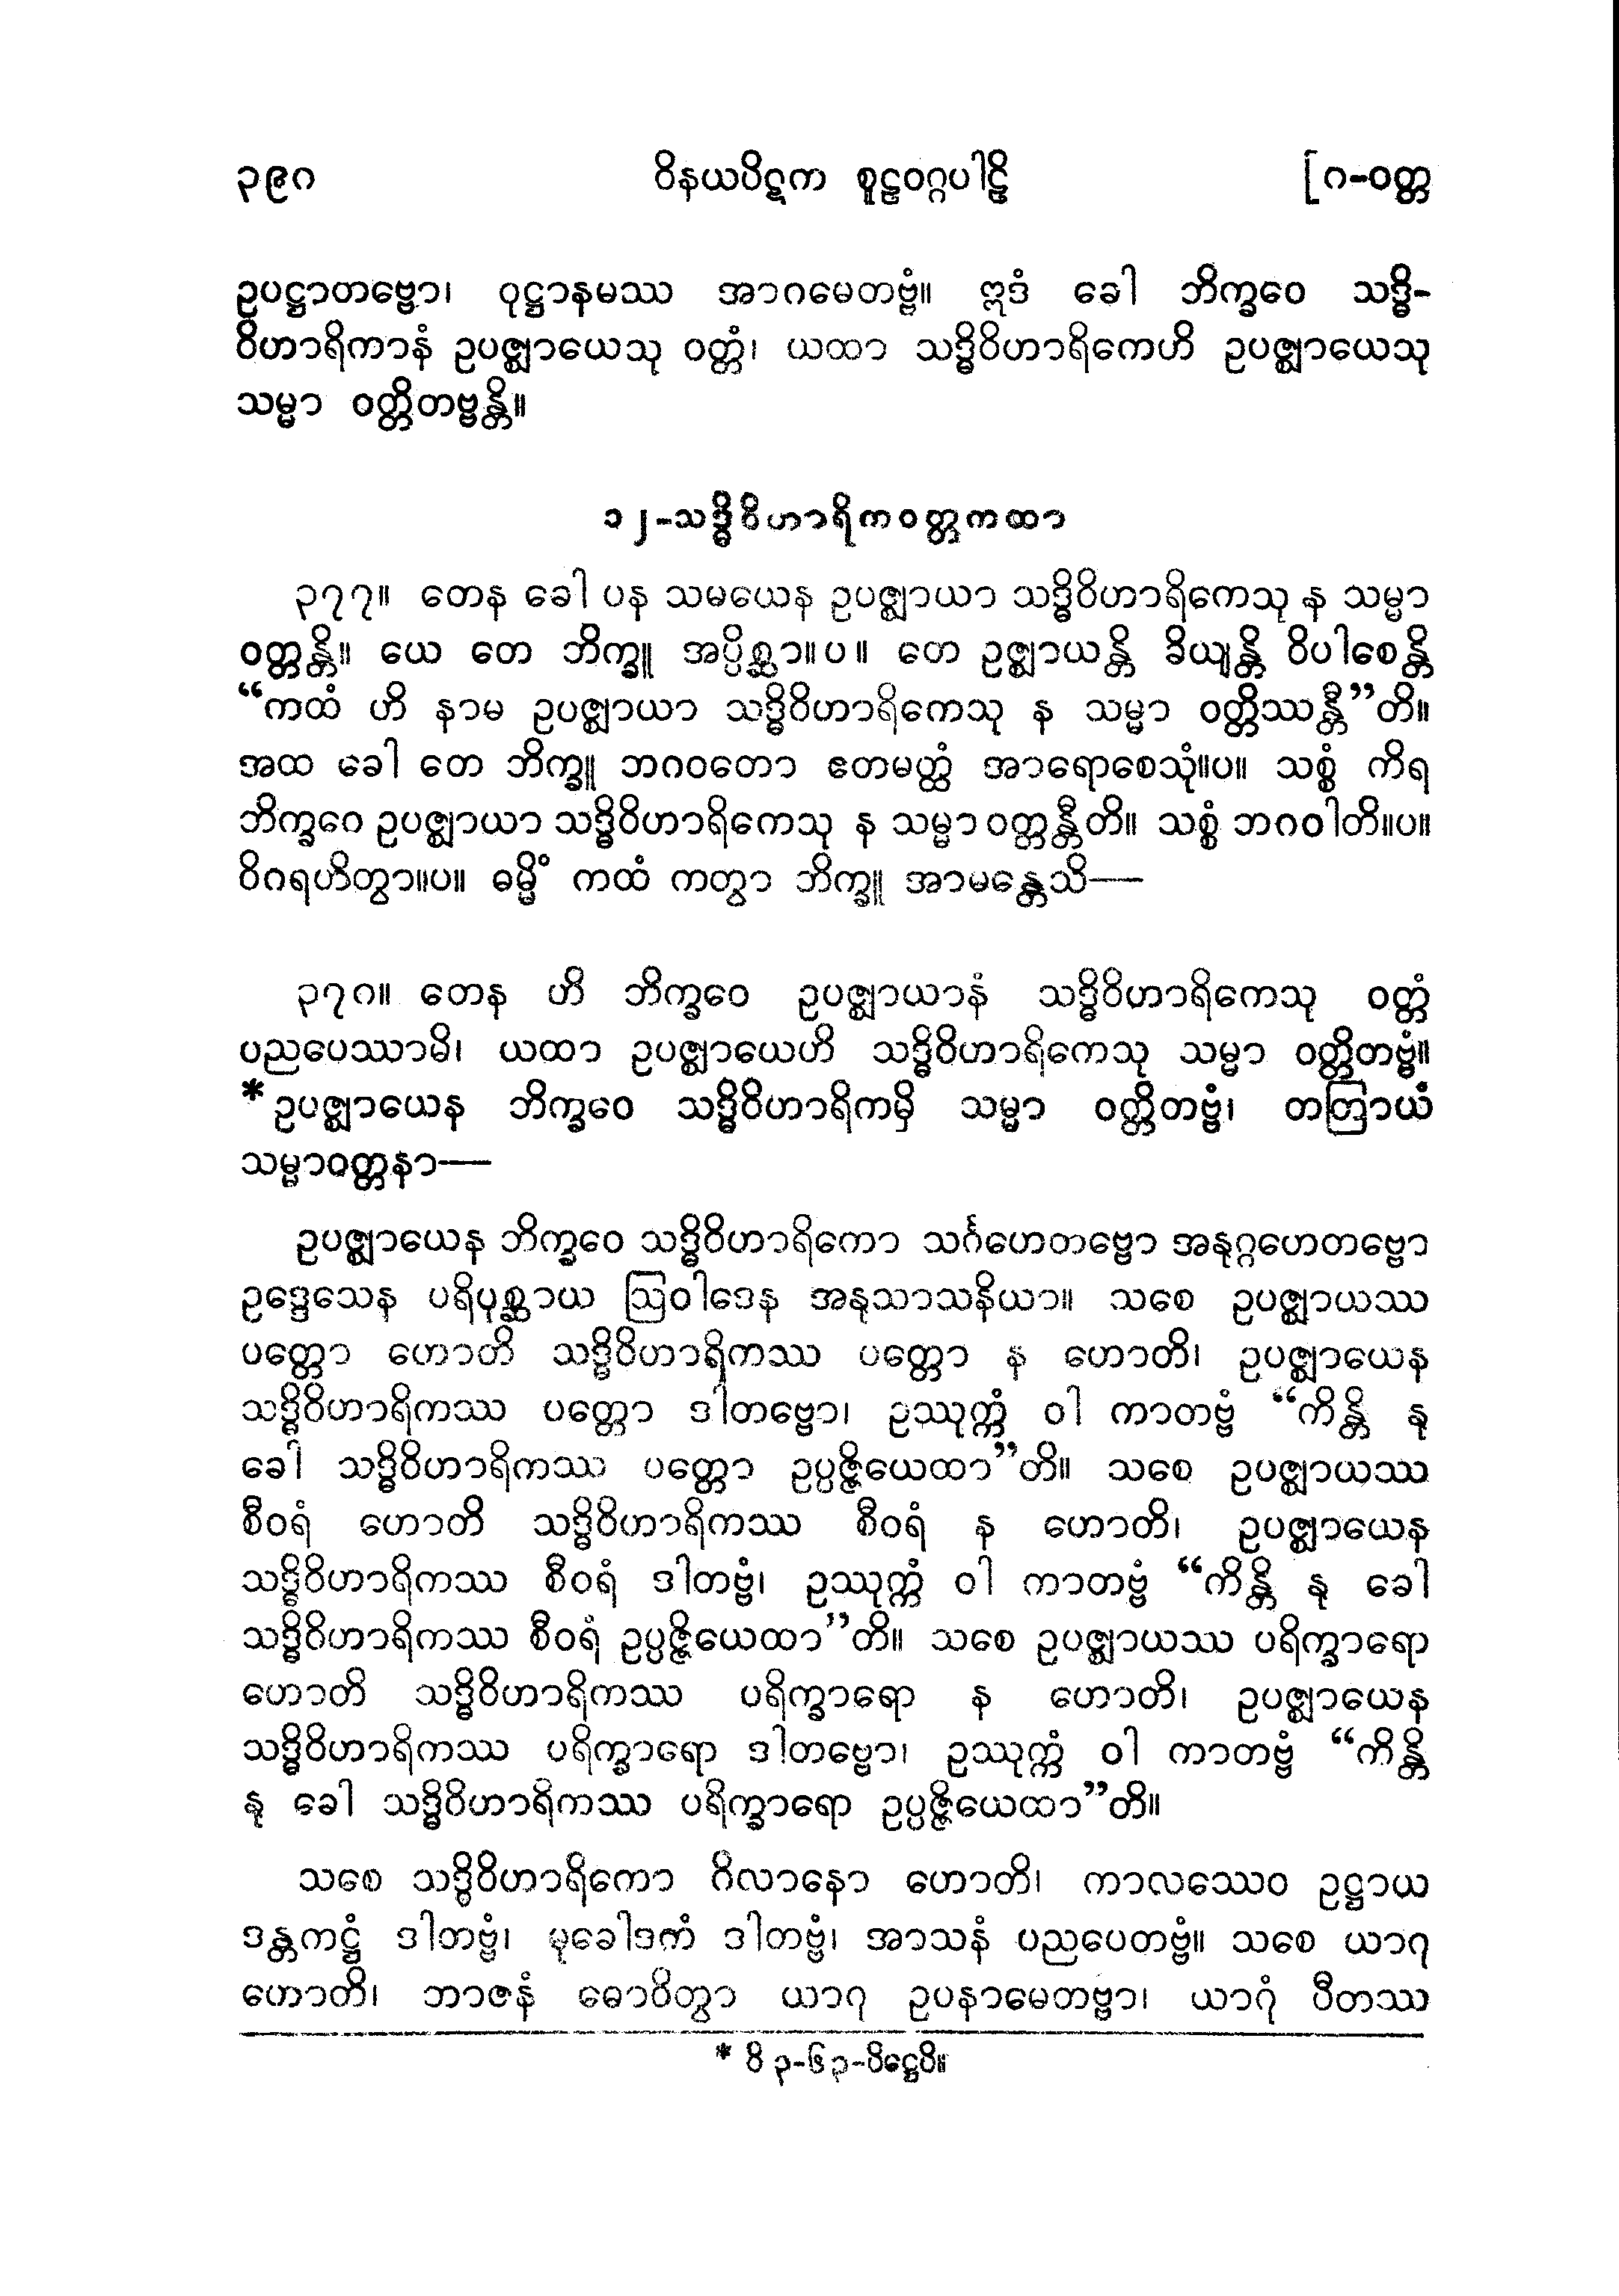 ၃၉၈ ဝိနယပိဋက စူဠဝဂ္ဂပါဠိ [၈-ဝတ္တ
ဥပဋ္ဌာတဗ္ဗော၊ ဝုဋ္ဌာနမဿ အာဂမေတဗ္ဗံ။ ဣဒံ ခေါ ဘိက္ခဝေ သဒ္ဓိ-
ဝိဟာရိကာနံ ဥပဇ္ဈာယေသု ဝတ္တံ၊ ယထာ သဒ္ဓိဝိဟာရိကေဟိ ဥပဇ္ဈာယေသု
သမ္မာ ဝတ္တိတဗ္ဗန္တိ။
၁၂-သဒ္ဓိဝိဟာရိကဝတ္တကထာ
၃၇၇။ တေန ခေါ ပန သမယေန ဥပဇ္ဈာယာ သဒ္ဓိဝိဟာရိကေသု န သမ္မာ
ဝတ္တန္တိ။ ယေ တေ ဘိက္ခူ အပ္ပိစ္ဆာ။ပ။ တေ ဥဇ္ဈာယန္တိ ခိယျန္တိ ဝိပါစေန္တိ
“ကထံ ဟိ နာမ ဥပဇ္ဈာယာ သဒ္ဓိဝိဟာရိကေသု န သမ္မာ ဝတ္တိဿန္တီ”တိ။
အထ ခေါ တေ ဘိက္ခူ ဘဂဝတော ဧတမတ္ထံ အာရောစေသုံ။ပ။ သစ္စံ ကိရ
ဘိက္ခဝေ ဥပဇ္ဈာယာ သဒ္ဓိဝိဟာရိကေသု န သမ္မာ ဝတ္တန္တီတိ။ သစ္စံ ဘဂဝါတိ။ပ။
ဝိဂရဟိတွာ။ပ။ ဓမ္မိံ ကထံ ကတွာ ဘိက္ခူ အာမန္တေသိ—
၃၇၈။ တေန ဟိ ဘိက္ခဝေ ဥပဇ္ဈာယာနံ သဒ္ဓိဝိဟာရိကေသု ဝတ္တံ
ပညပေဿာမိ၊ ယထာ ဥပဇ္ဈာယေဟိ သဒ္ဓိဝိဟာရိကေသု သမ္မာ ဝတ္တိတဗ္ဗံ။
*ဥပဇ္ဈာယေန ဘိက္ခဝေ သဒ္ဓိဝိဟာရိကမှိ သမ္မာ ဝတ္တိတဗ္ဗံ၊ တတြာယံ
သမ္မာဝတ္တနာ—
ဥပဇ္ဈာယေန ဘိက္ခဝေ သဒ္ဓိဝိဟာရိကော သင်္ဂဟေတဗ္ဗော အနုဂ္ဂဟေတဗ္ဗော
ဥဒ္ဒေသေန ပရိပုစ္ဆာယ ဩဝါဒေန အနုသာသနိယာ။ သစေ ဥပဇ္ဈာယဿ
ပတ္တော ဟောတိ သဒ္ဓိဝိဟာရိကဿ ပတ္တော န ဟောတိ၊ ဥပဇ္ဈာယေန
သဒ္ဓိဝိဟာရိကဿ ပတ္တော ဒါတဗ္ဗော၊ ဥဿုက္ကံ ဝါ ကာတဗ္ဗံ “ကိန္တိ နု
ခေါ သဒ္ဓိဝိဟာရိကဿ ပတ္တော ဥပ္ပဇ္ဇိယေထာ”တိ။ သစေ ဥပဇ္ဈာယဿ
စီဝရံ ဟောတိ သဒ္ဓိဝိဟာရိကဿ စီဝရံ န ဟောတိ၊ ဥပဇ္ဈာယေန
သဒ္ဓိဝိဟာရိကဿ စီဝရံ ဒါတဗ္ဗံ၊ ဥဿုက္ကံ ဝါ ကာတဗ္ဗံ “ကိန္တိ နု ခေါ
သဒ္ဓိဝိဟာရိကဿ စီဝရံ ဥပ္ပဇ္ဇိယေထာ”တိ။ သစေ ဥပဇ္ဈာယဿ ပရိက္ခာရော
ဟောတိ သဒ္ဓိဝိဟာရိကဿ ပရိက္ခာရော န ဟောတိ၊ ဥပဇ္ဈာယေန
သဒ္ဓိဝိဟာရိကဿ ပရိက္ခာရော ဒါတဗ္ဗော၊ ဥဿုက္ကံ ဝါ ကာတဗ္ဗံ “ကိန္တိ
နု ခေါ သဒ္ဓိဝိဟာရိကဿ ပရိက္ခာရော ဥပ္ပဇ္ဇိယေထာ”တိ။
သစေ သဒ္ဓိဝိဟာရိကော ဂိလာနော ဟောတိ၊ ကာလဿေဝ ဥဋ္ဌာယ
ဒန္တကဋ္ဌံ ဒါတဗ္ဗံ၊ မုခေါဒကံ ဒါတဗ္ဗံ၊ အာသနံ ပညပေတဗ္ဗံ။ သစေ ယာဂု
ဟောတိ၊ ဘာဇနံ ဓောဝိတွာ ယာဂု ဥပနာမေတဗ္ဗာ၊ ယာဂုံ ပီတဿ
* ဝိ ၃-၆၃-ပိဋ္ဌေပိ။